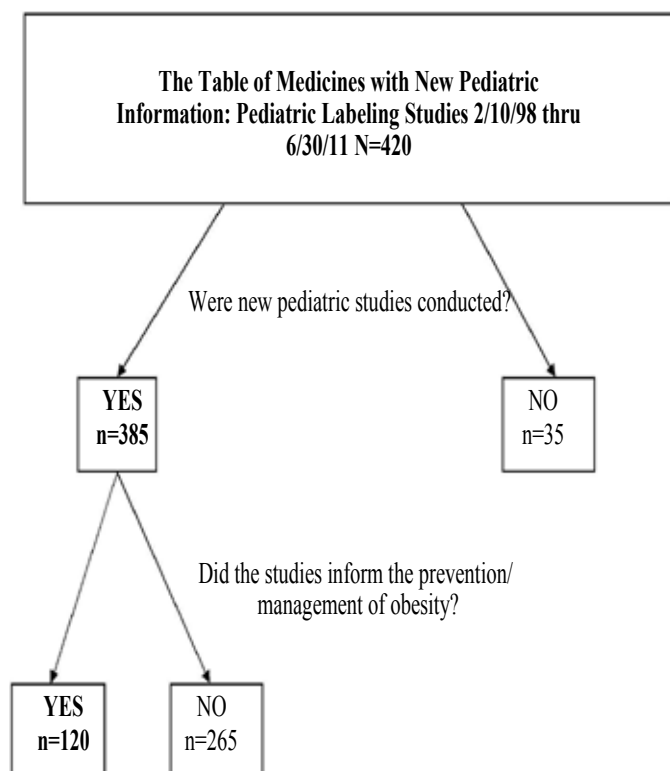 The Table of Medicines with New Pediatric
Information: Pediatric Labeling Studies 2/10/98 thru
6/30/11 N=420
Were new pediatric studies conducted?
YES
n=385
NO
n=35
Did the studies inform the prevention/
management of obesity?
YES
n=120
NO
n=265